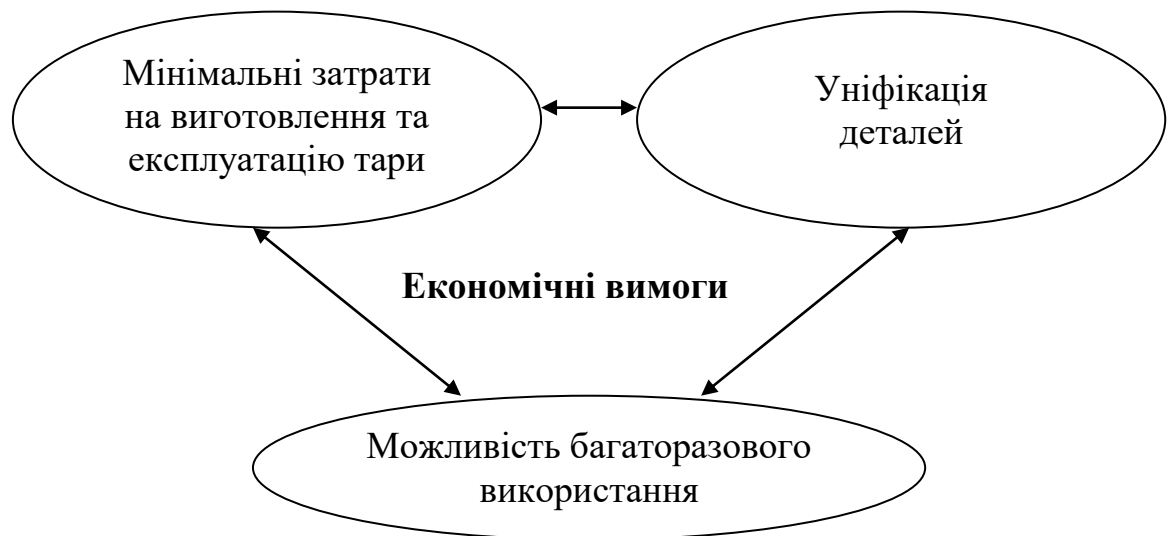 Мінімальні затрати
на виготовлення та
експлуатацію тари
Уніфікація
деталей
Економічні вимоги
Можливість багаторазового
використання